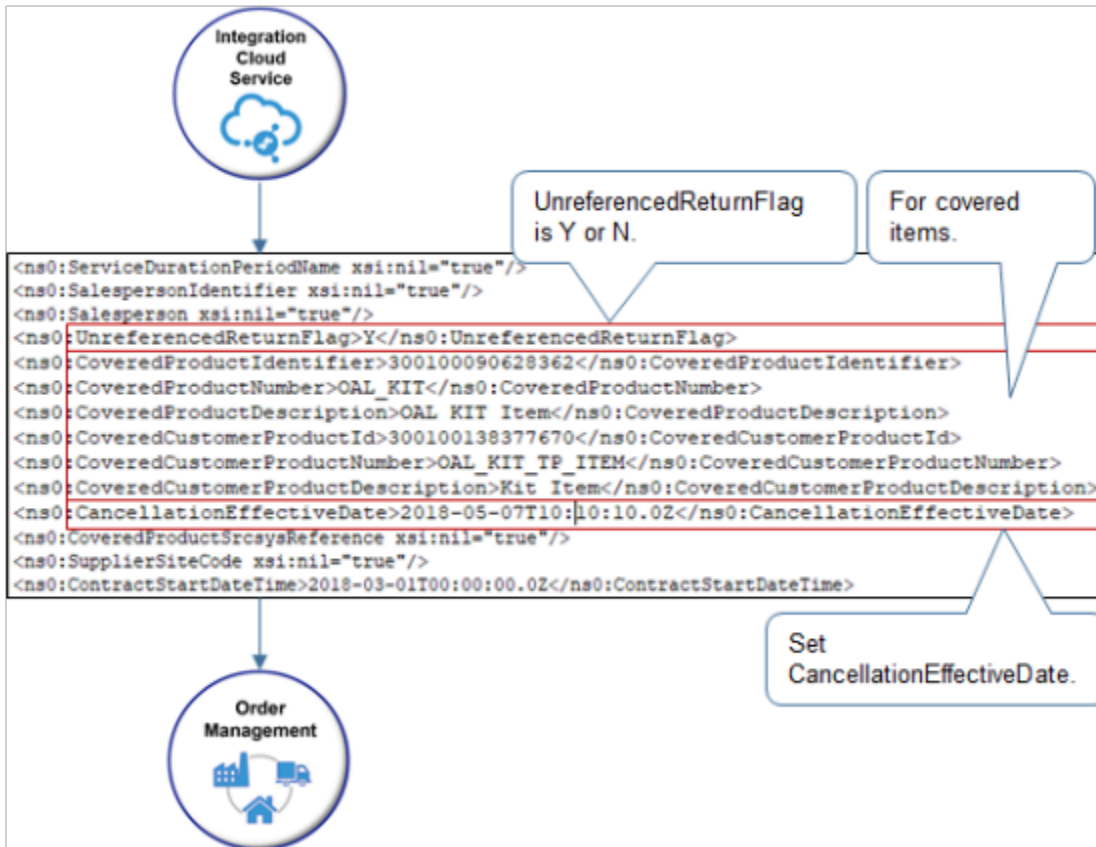 Integration
Cloud
Service
UnreferencedReturnFlag
is Y or N.
For covered
items.
<ns0:ServiceDurationPeriodName xsi:nil="true"/>
<ns0:SalespersonIdentifier xsi:nil="true"/>
<ns0:Salesperson xsi:nil="true"/>
<ns0:UnreferencedReturnFlag>Y</ns0:UnreferencedReturnFlag>
<ns0:CoveredProductIdentifier>300100090628362</ns0:CoveredProductIdentifier>
<ns0:CoveredProductNumber>OAL_KIT</ns0:CoveredProductNumber>
<ns0:CoveredProductDescription>OAL KIT Item</ns0:CoveredProductDescription>
<ns0:CoveredCustomerProductId>300100138377670</ns0:CoveredCustomerProductId>
<ns0:CoveredCustomerProductNumber>OAL_KIT_TP_ITEM</ns0:CoveredCustomerProductNumber>
<ns0:CoveredCustomerProductDescription>Kit Item</ns0:CoveredCustomerProductDescription>
<ns0:CancellationEffectiveDate>2018-05-07T10:10:10.0Z</ns0:CancellationEffectiveDate>
<ns0:CoveredProductSrcsysReference xsi:nil="true"/>
<ns0:SupplierSiteCode xsi:nil="true"/>
<ns0:ContractStartDateTime>2018-03-01T00:00:00.0Z</ns0:ContractStartDateTime>
Set
CancellationEffectiveDate.
Order
Management